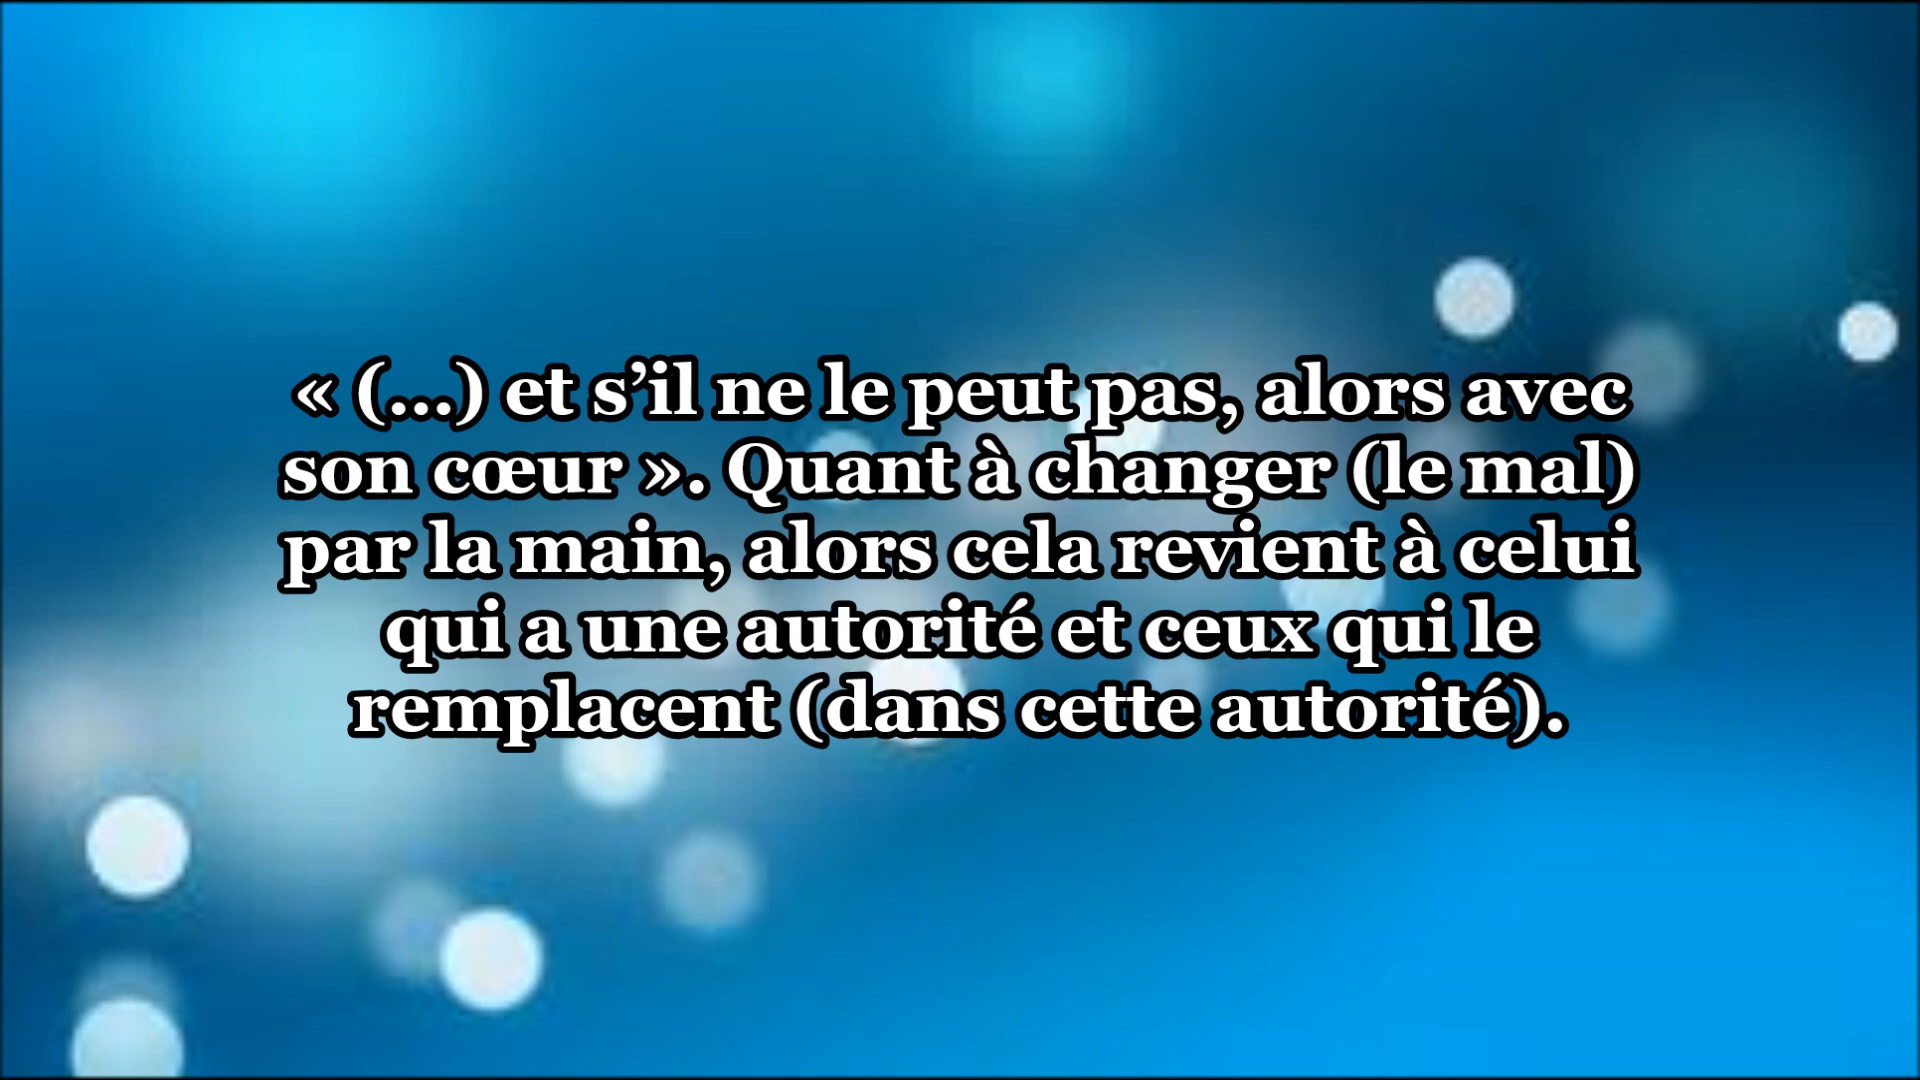 « (...) et s’il ne le peut pas, alors avec
son cœur ». Quant à changer (le mal)
par la main, alors cela revient à celui
qui a une autorité et ceux qui le
remplacent (dans cette autorité).